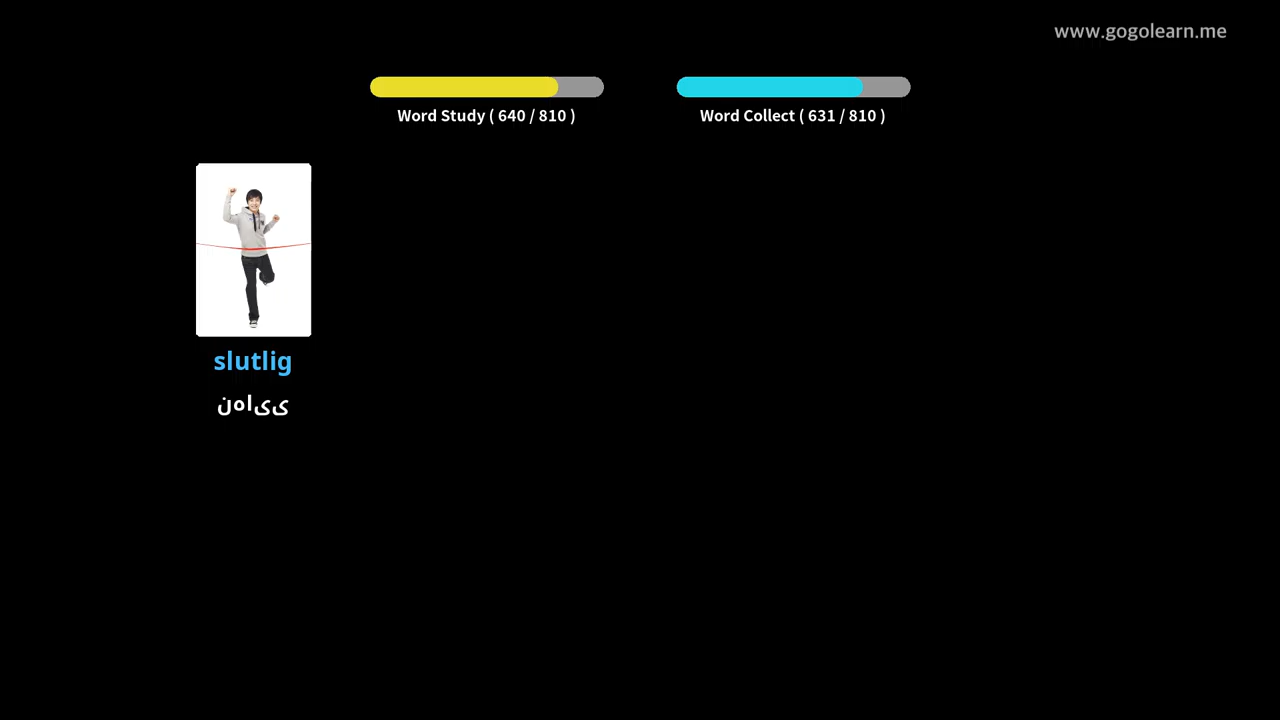 www.gogolearn.me
Word Study ( 640 / 810 )
Word Collect ( 631 / 810 )
slutlig
نهایی